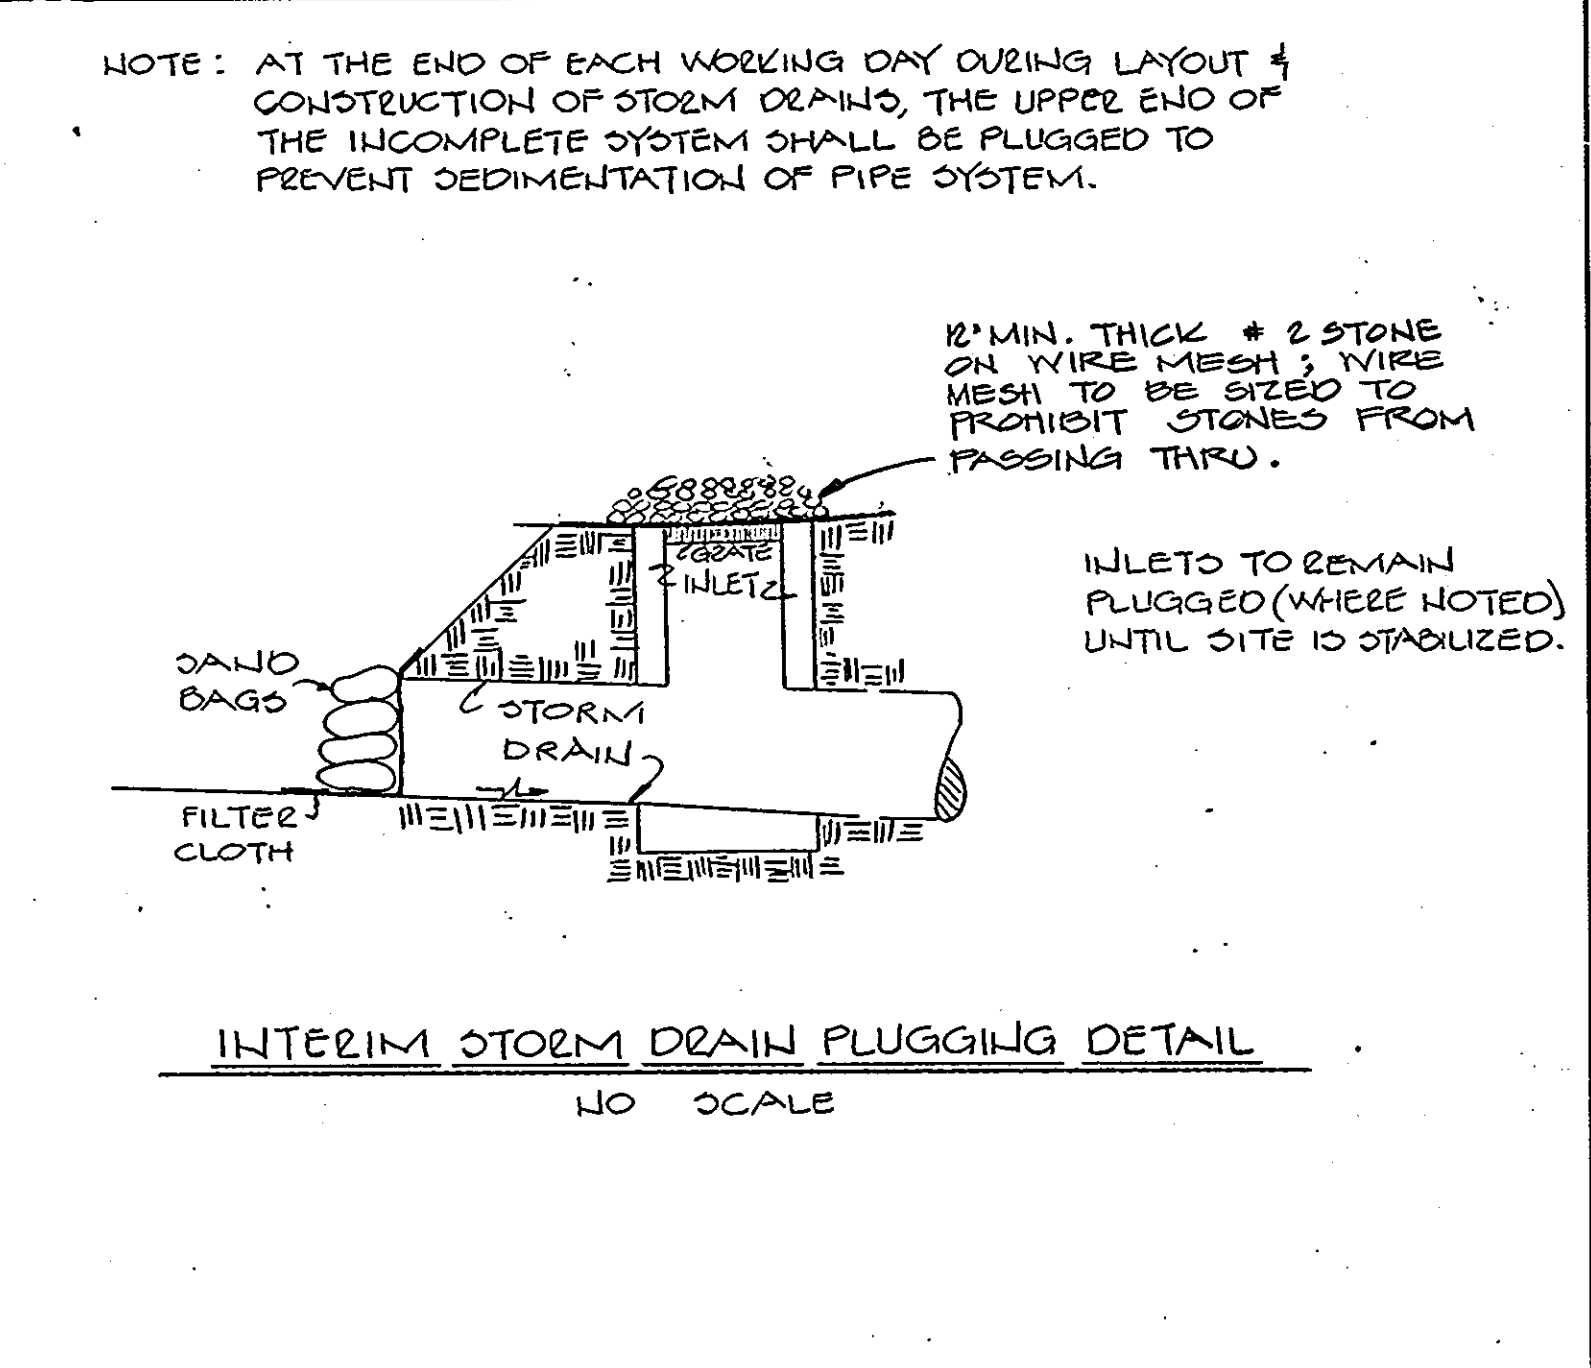 NOTE: AT THE END OF EACH WORKING DAY DURING LAYOUT &
CONSTRUCTION OF STORM DRAINS, THE UPPER END OF
THE INCOMPLETE SYSTEM SHALL BE PLUGGED TO
PREVENT SEDIMENTATION OF PIPE SYSTEM.
12" MIN. THICK # 2 STONE
ON WIRE MESH; WIRE
MESH TO BE SIZED TO
PROHIBIT STONES FROM
PASSING THRU.
GRATE
INLET
INLETS TO REMAIN
PLUGGED (WHERE NOTED)
UNTIL SITE IS STABILIZED.
SAND
BAGS
STORM
DRAIN
FILTER
CLOTH
INTERIM STORM DRAIN PLUGGING DETAIL
NO SCALE